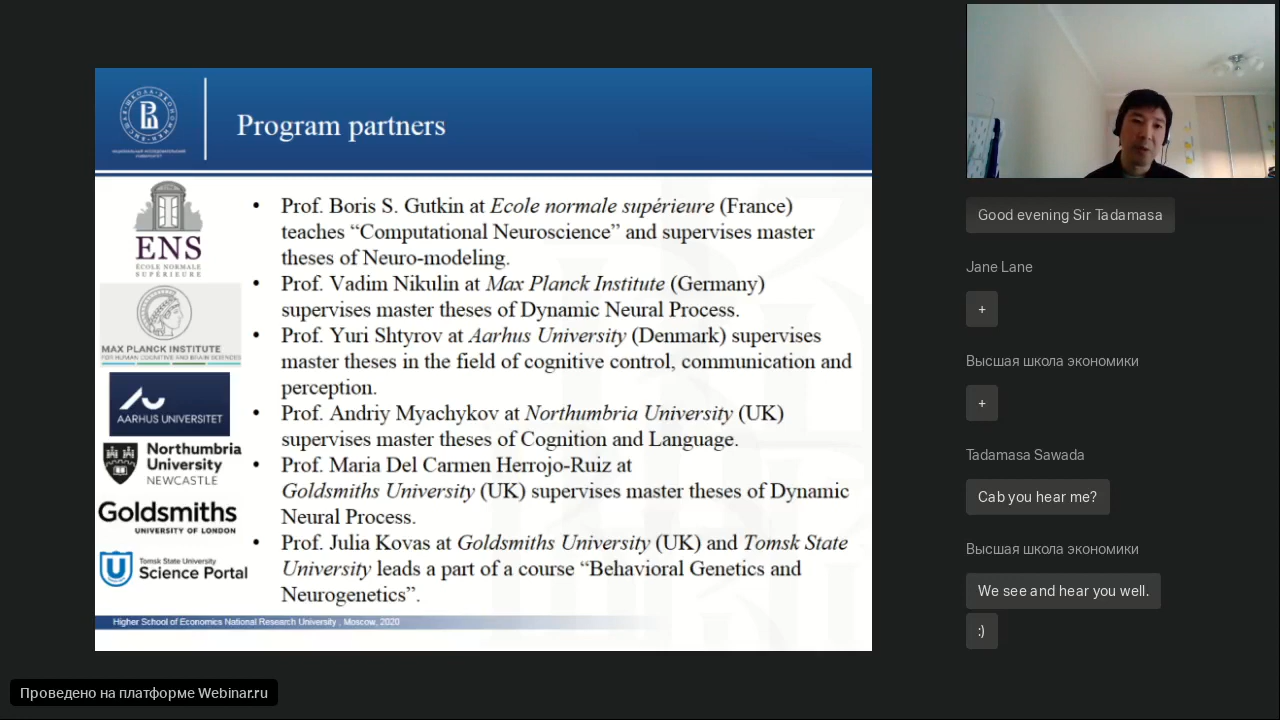 Program partners
ВЫСШАЯ ШКОЛА ЭКОНОМИКИ
НАЦИОНАЛЬНЫЙ ИССЛЕДОВАТЕЛЬСКИЙ
УНИВЕРСИТЕТ
ENS
ÉCOLE NORMALE
SUPÉRIEURE
MAX PLANCK INSTITUTE
FOR HUMAN COGNITIVE AND BRAIN SCIENCES
AARHUS UNIVERSITET
Northumbria
University
NEWCASTLE
Goldsmiths
UNIVERSITY OF LONDON
Tomsk State University
Science Portal
• Prof. Boris S. Gutkin at Ecole normale supérieure (France)
teaches “Computational Neuroscience” and supervises master
theses of Neuro-modeling.
• Prof. Vadim Nikulin at Max Planck Institute (Germany)
supervises master theses of Dynamic Neural Process.
• Prof. Yuri Shtyrov at Aarhus University (Denmark) supervises
master theses in the field of cognitive control, communication and
perception.
• Prof. Andriy Myachykov at Northumbria University (UK)
supervises master theses of Cognition and Language.
• Prof. Maria Del Carmen Herrojo-Ruiz at
Goldsmiths University (UK) supervises master theses of Dynamic
Neural Process.
• Prof. Julia Kovas at Goldsmiths University (UK) and Tomsk State
University leads a part of a course “Behavioral Genetics and
Neurogenetics”.
Higher School of Economics National Research University , Moscow, 2020
Проведено на платформе Webinar.ru
Good evening Sir Tadamasa
Jane Lane
+
Высшая школа экономики
+
Tadamasa Sawada
Cab you hear me?
Высшая школа экономики
We see and hear you well.
:)